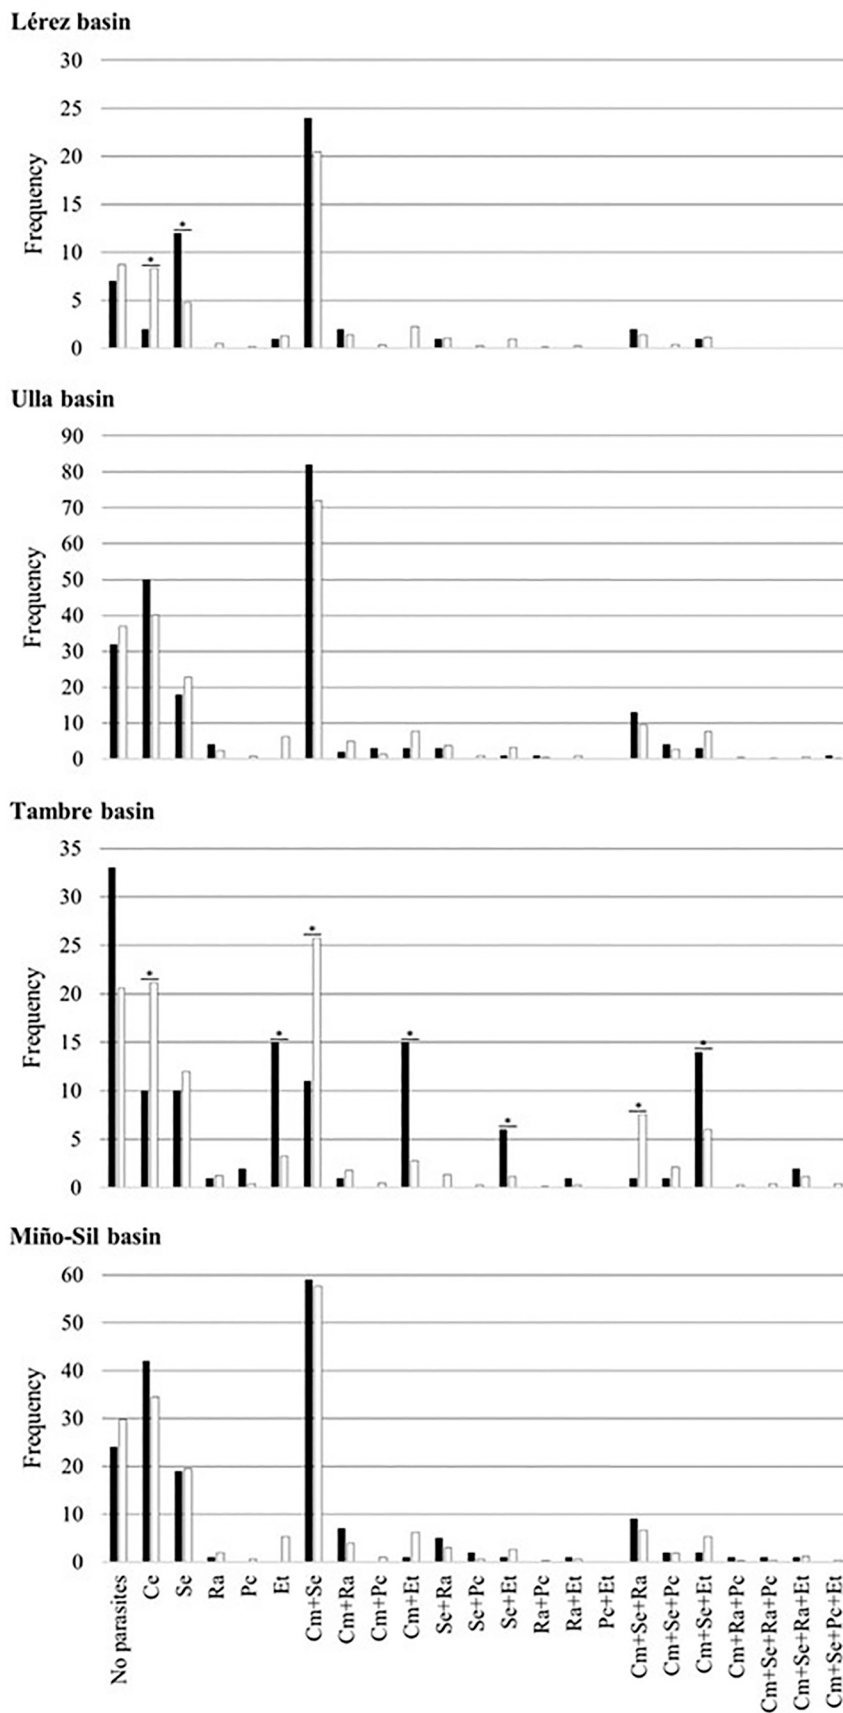 Lérez basin
30
25
20
15
10
5
0
Frequency
*
*
Ulla basin
90
80
70
60
50
40
30
20
10
0
Frequency
Tambre basin
35
30
25
20
15
10
5
0
Frequency
*
*
*
*
*
*
*
Miño-Sil basin
60
50
40
30
20
10
0
Frequency
No parasites
Cc
Se
Ra
Pc
Et
Cm+Se
Cm+Ra
Cm+Pc
Cm+Et
Se+Ra
Se+Pc
Se+Et
Ra+Pc
Ra+Et
Pc+Et
Cm+Se+Ra
Cm+Se+Pc
Cm+Se+Et
Cm+Ra+Pc
Cm+Se+Ra+Pc
Cm+Se+Ra+Et
Cm+Se+Pc+Et